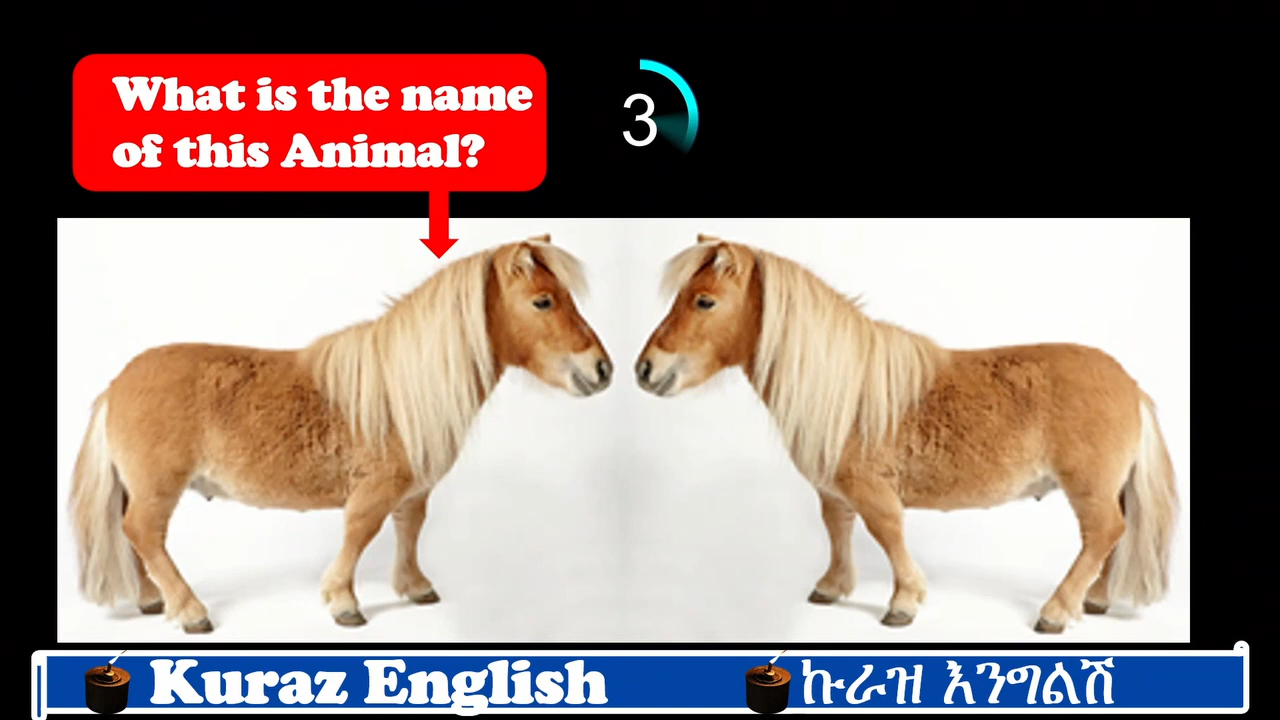 What is the name
of this Animal?
3
Kuraz English
ኩራዝ እንግልሽ